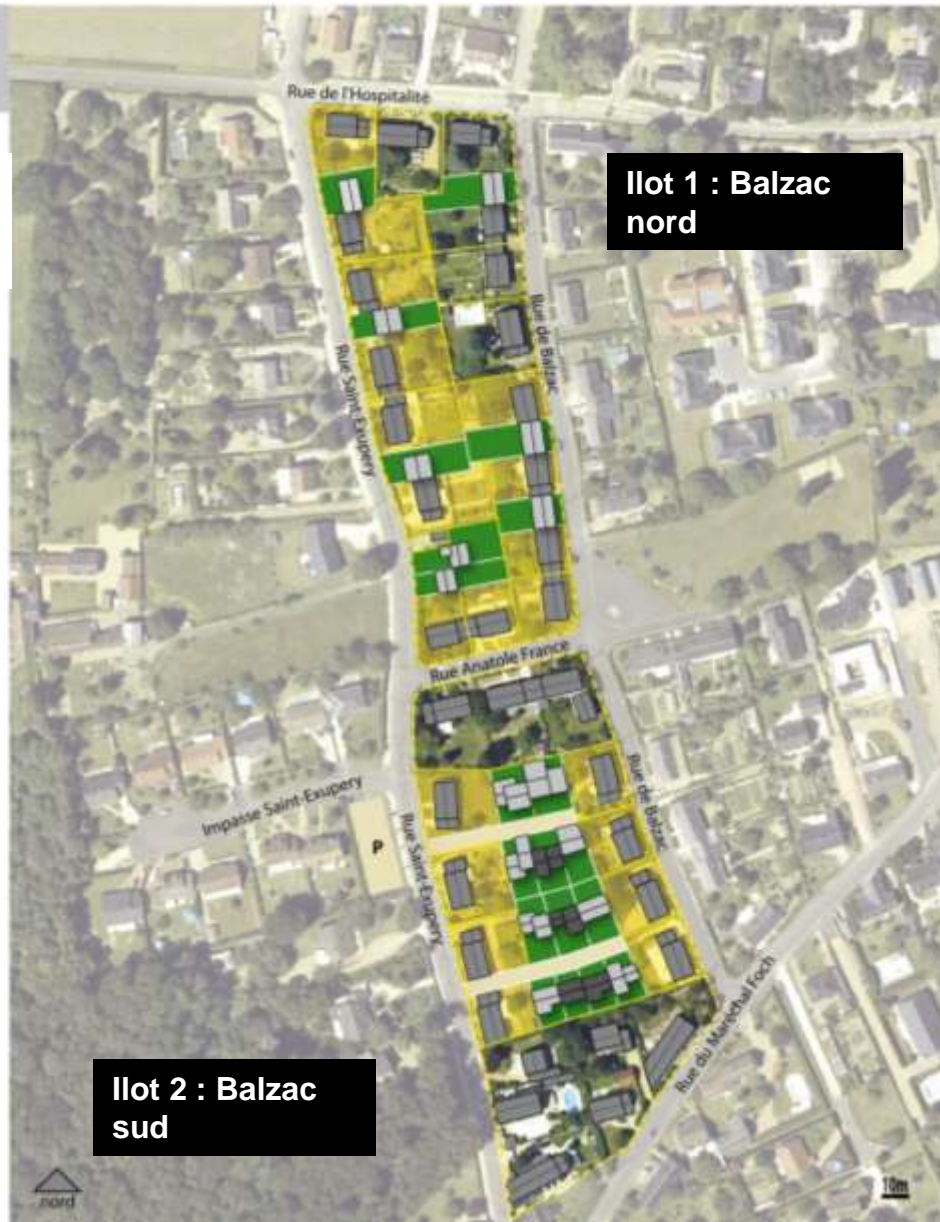 Rue de l'Hospitalité
Ilot 1 : Balzac
nord
Rue de Balzac
Rue Saint-Exupery
Rue Anatole France
Impasse Saint-Exupery
P
Rue Saint-Exupery
Rue de Balzac
Rue du Maréchal Foch
Ilot 2 : Balzac
sud
nord
10m